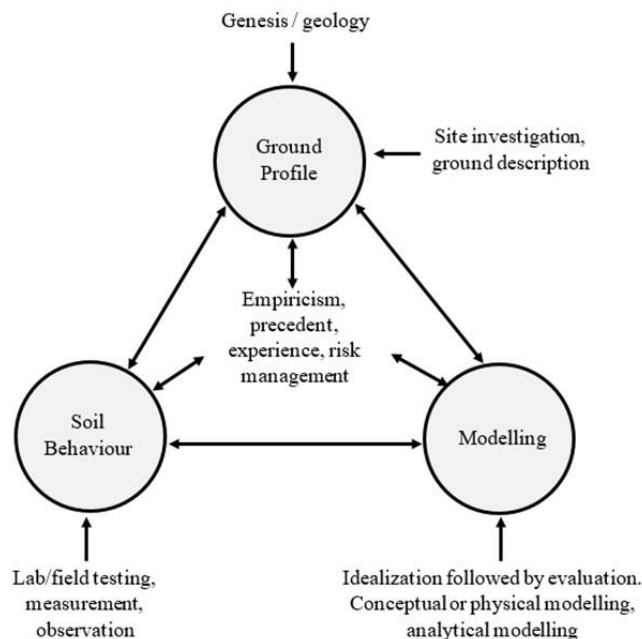 Genesis / geology
Ground
Profile
Site investigation,
ground description
Empiricism,
precedent,
experience, risk
management
Soil
Behaviour
Modelling
Lab/field testing,
measurement,
observation
Idealization followed by evaluation.
Conceptual or physical modelling,
analytical modelling